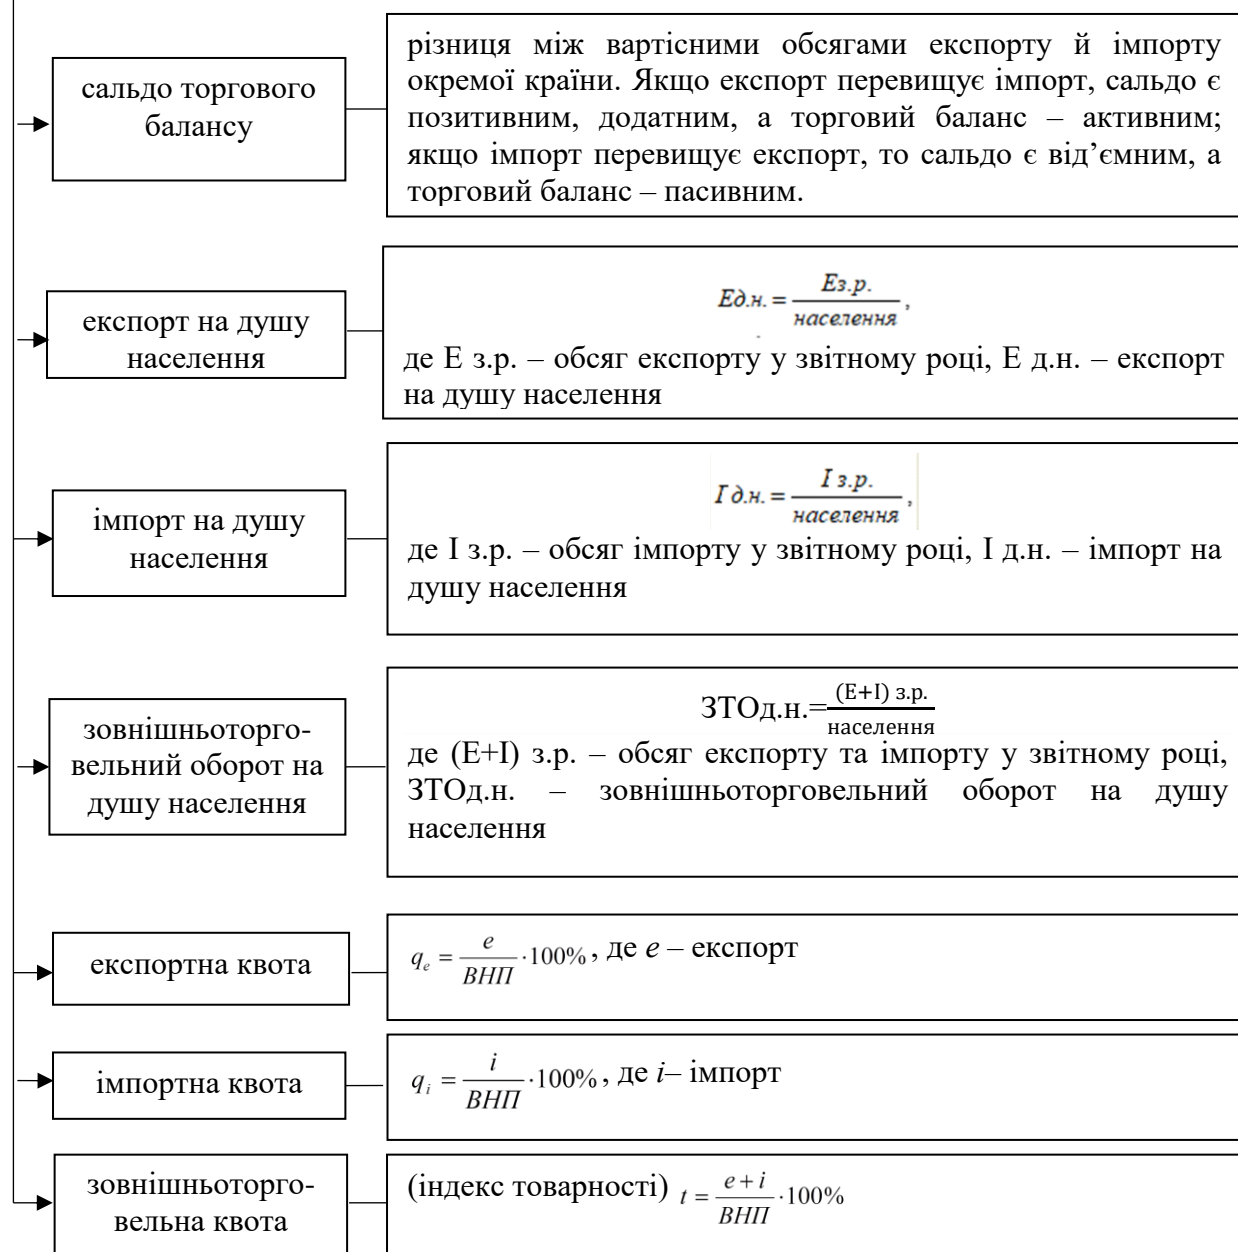 сальдо торгового
балансу
різниця між вартісними обсягами експорту й імпорту
окремої країни. Якщо експорт перевищує імпорт, сальдо є
позитивним, додатним, а торговий баланс – активним;
якщо імпорт перевищує експорт, то сальдо є від’ємним, а
торговий баланс – пасивним.
експорт на душу
населення
Eд.н. = Eз.р. / населення ,
де Е з.р. – обсяг експорту у звітному році, Е д.н. – експорт
на душу населення
імпорт на душу
населення
I д.н. = I з.р. / населення ,
де І з.р. – обсяг імпорту у звітному році, І д.н. – імпорт на
душу населення
зовнішньоторго-
вельний оборот на
душу населення
ЗТОд.н.= (Е+І) з.р. / населення
де (Е+І) з.р. – обсяг експорту та імпорту у звітному році,
ЗТОд.н. – зовнішньоторговельний оборот на душу
населення
експортна квота
q_e = e / ВНП · 100% , де e – експорт
імпортна квота
q_i = i / ВНП · 100% , де i– імпорт
зовнішньоторго-
вельна квота
(індекс товарності) t = e + i / ВНП · 100%